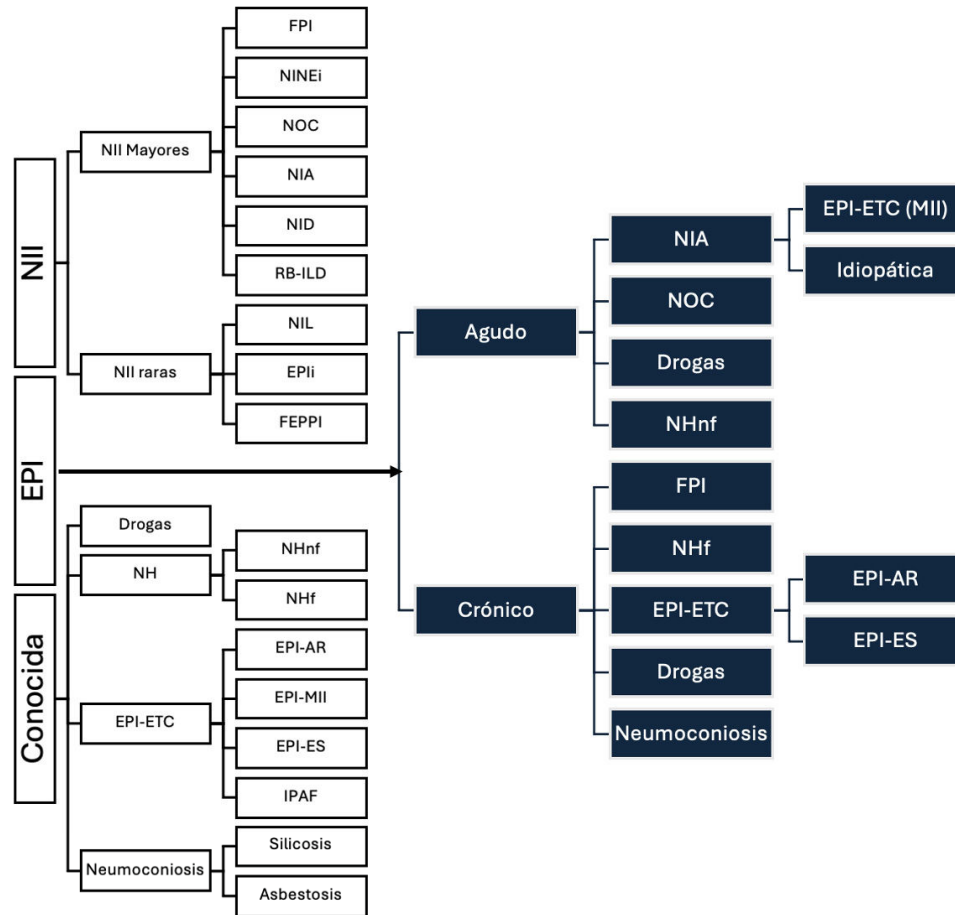 NII
NII Mayores
FPI
NINEi
NOC
NIA
NID
RB-ILD
NII raras
NIL
EPIi
FEPPI
EPI
Conocida
Drogas
NH
NHnf
NHf
EPI-ETC
EPI-AR
EPI-MII
EPI-ES
IPAF
Neumoconiosis
Silicosis
Asbestosis
Agudo
NIA
EPI-ETC (MII)
Idiopática
NOC
Drogas
NHnf
Crónico
FPI
NHf
EPI-ETC
EPI-AR
EPI-ES
Drogas
Neumoconiosis